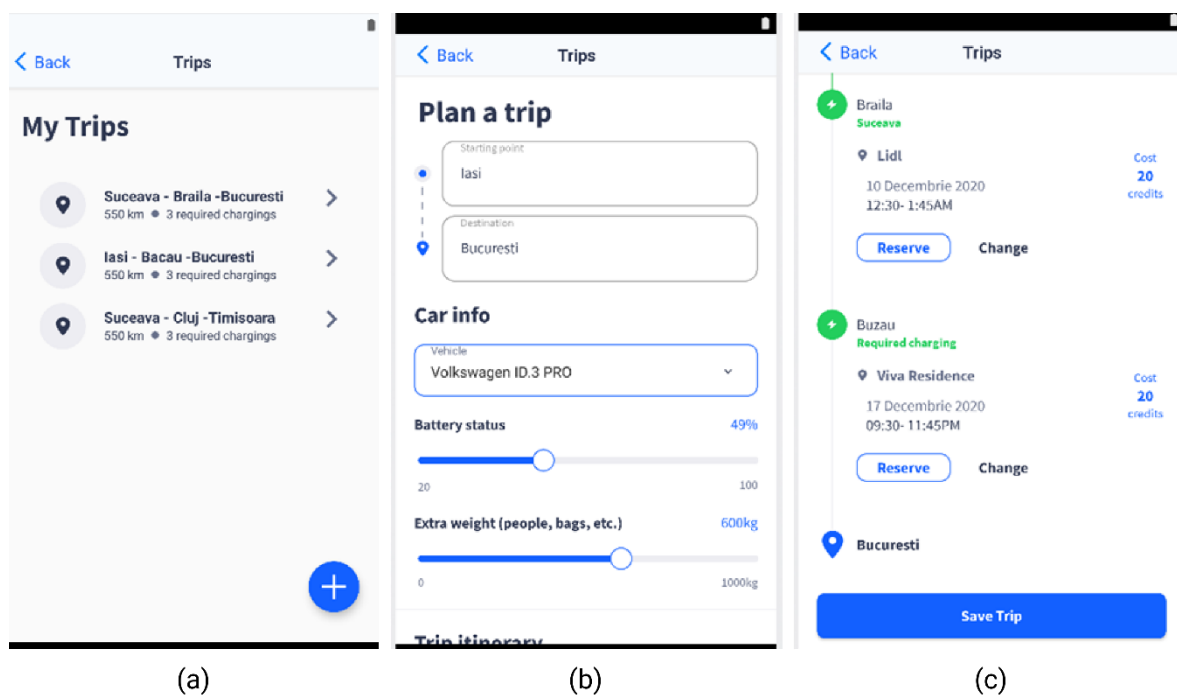 Back
Trips
My Trips
Suceava - Braila -Bucuresti
550 km ● 3 required chargings
Iasi - Bacau -Bucuresti
550 km ● 3 required chargings
Suceava - Cluj -Timisoara
550 km ● 3 required chargings
(a)
Back
Trips
Plan a trip
Starting point
Iasi
Destination
Bucuresti
Car info
Vehicle
Volkswagen ID.3 PRO
Battery status 49%
20 100
Extra weight (people, bags, etc.) 600kg
0 1000kg
Trip itinerary
(b)
Back
Trips
Braila
Suceava
Lidl
Cost
20
credits
10 Decembrie 2020
12:30- 1:45AM
Reserve Change
Buzau
Required charging
Viva Residence
Cost
20
credits
17 Decembrie 2020
09:30- 11:45PM
Reserve Change
Bucuresti
Save Trip
(c)